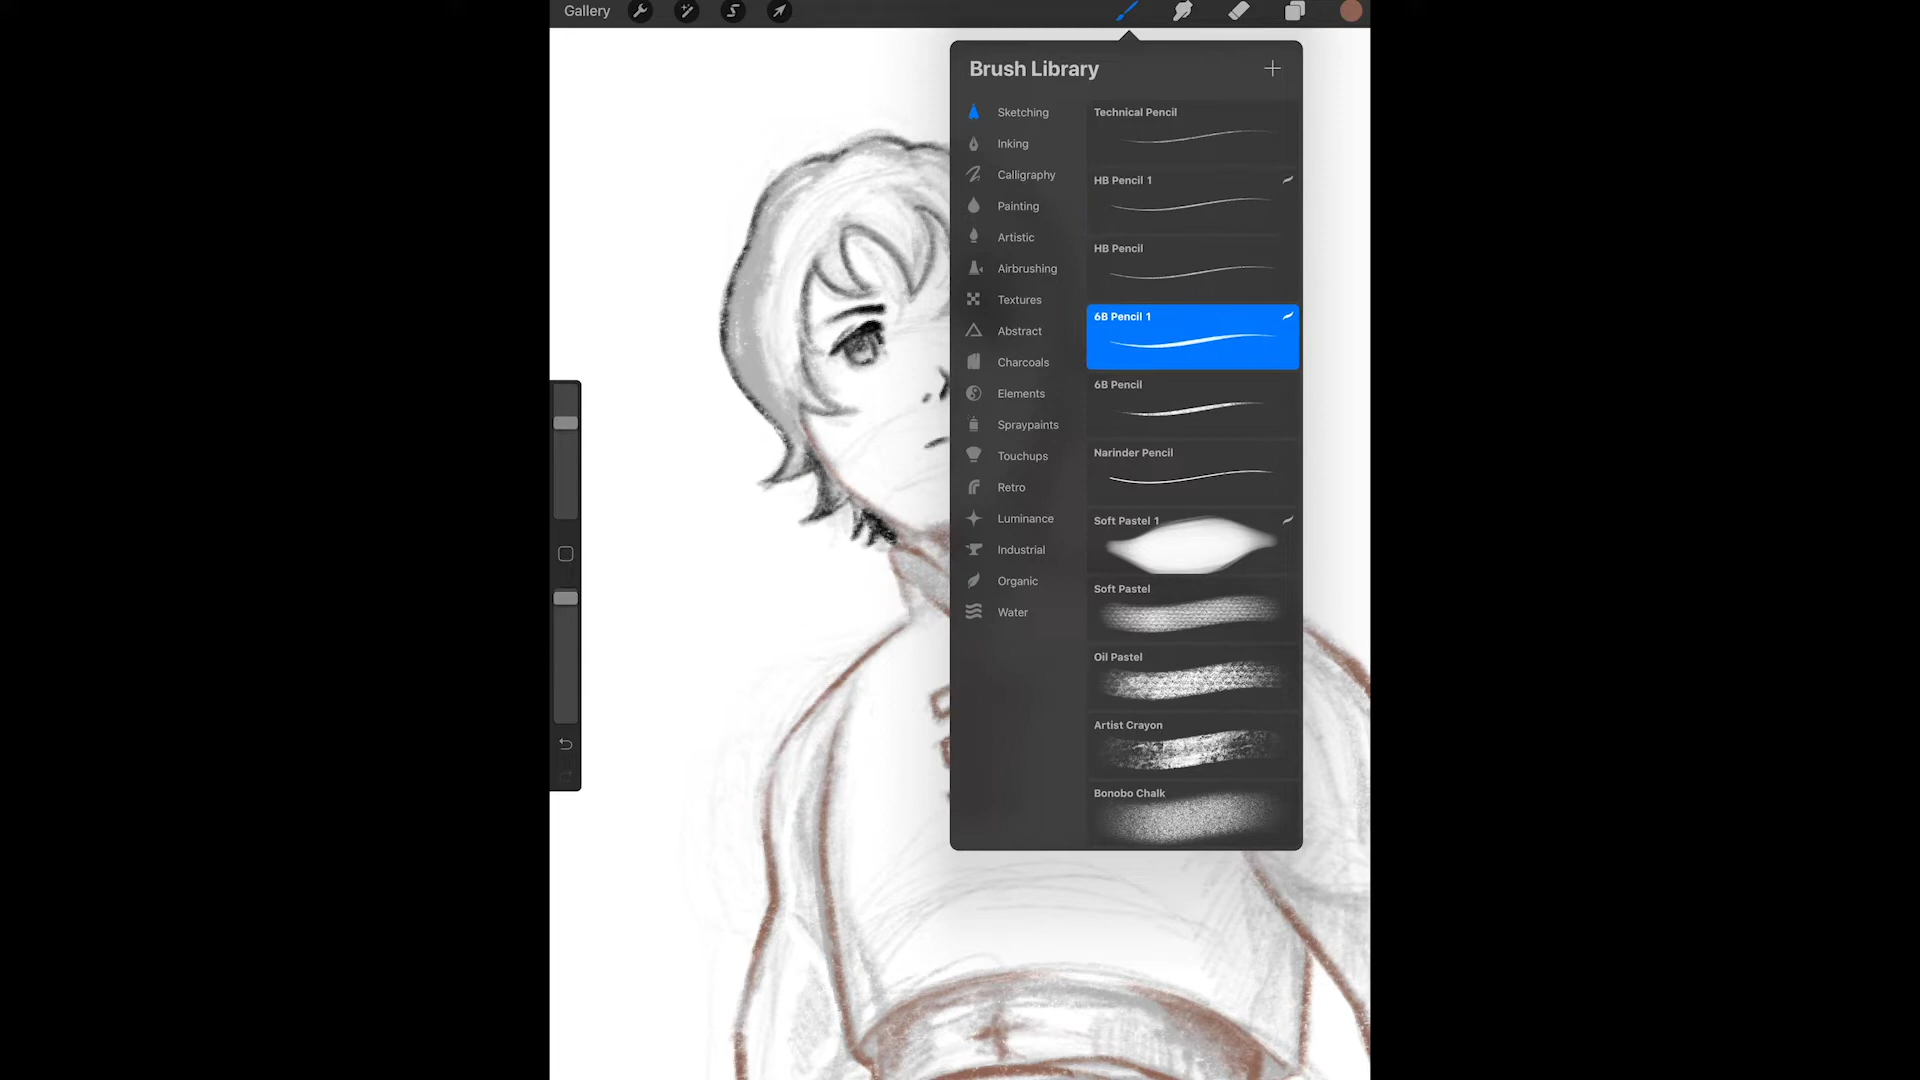 Gallery
Brush Library
Sketching
Inking
Calligraphy
Painting
Artistic
Airbrushing
Textures
Abstract
Charcoals
Elements
Spraypaints
Touchups
Retro
Luminance
Industrial
Organic
Water
Technical Pencil
HB Pencil 1
HB Pencil
6B Pencil 1
6B Pencil
Narinder Pencil
Soft Pastel 1
Soft Pastel
Oil Pastel
Artist Crayon
Bonobo Chalk